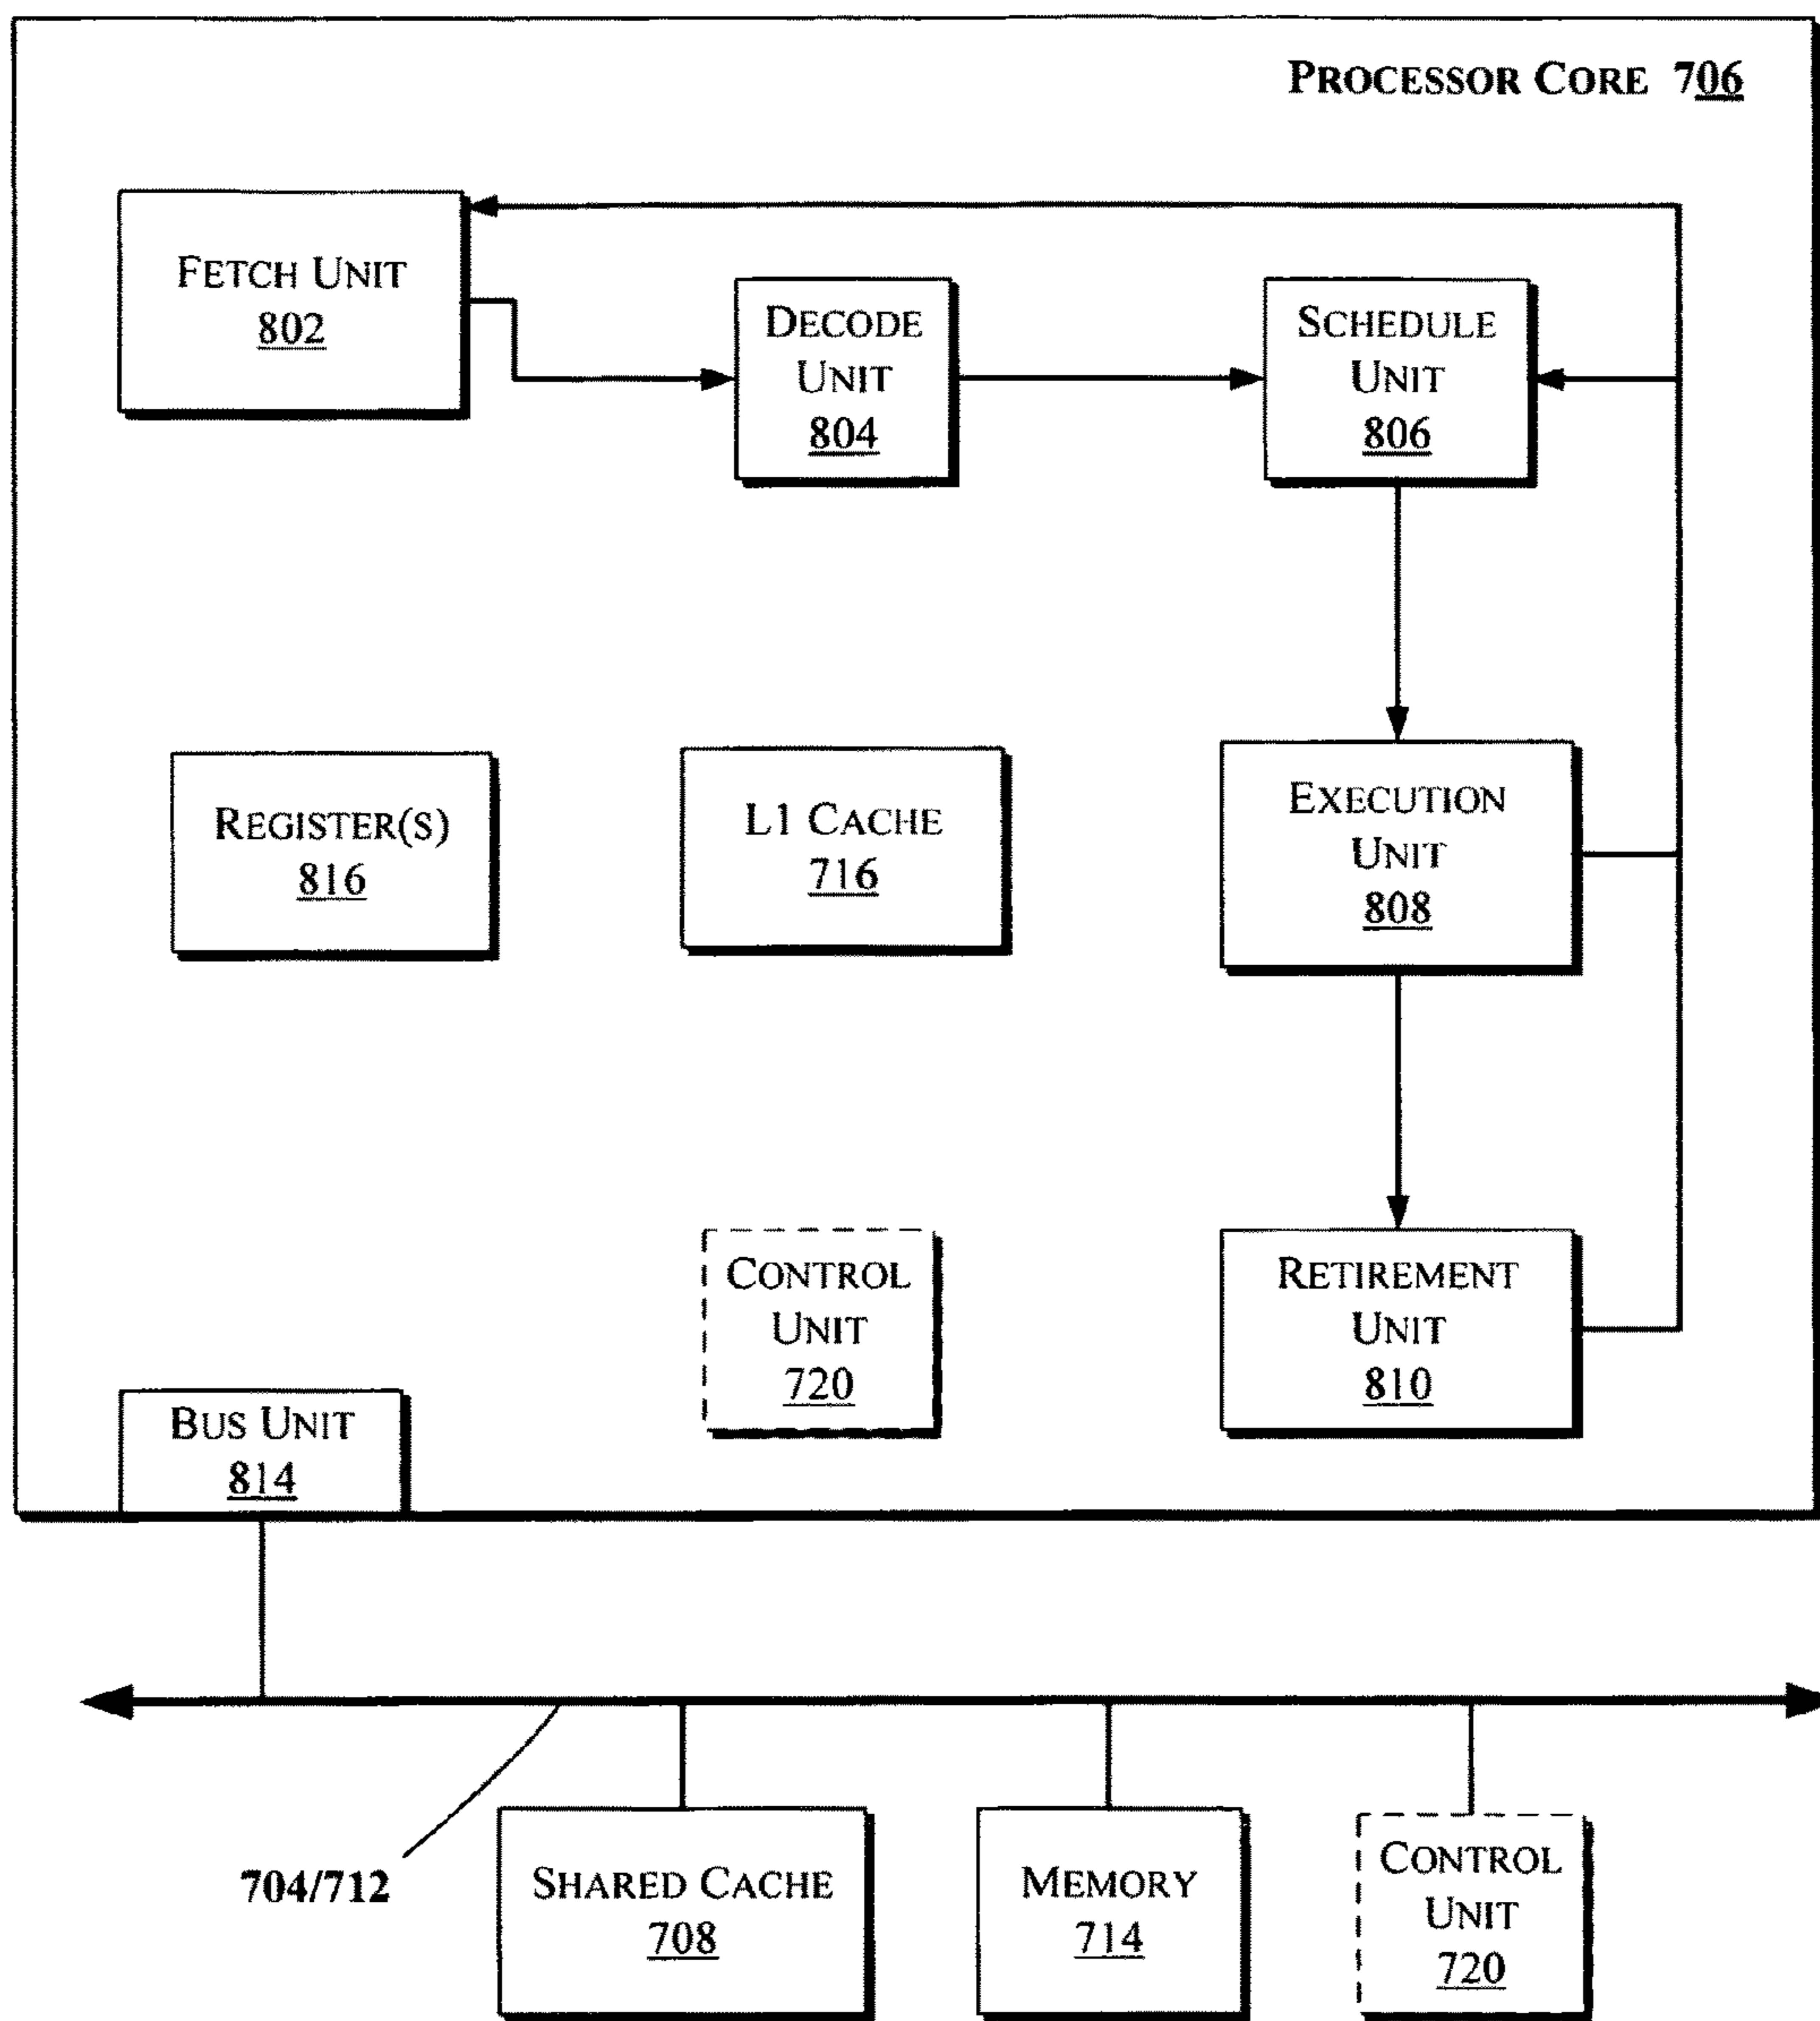 PROCESSOR CORE 706
FETCH UNIT
802
DECODE
UNIT
804
SCHEDULE
UNIT
806
REGISTER(S)
816
L1 CACHE
716
EXECUTION
UNIT
808
CONTROL
UNIT
720
RETIREMENT
UNIT
810
BUS UNIT
814
704/712
SHARED CACHE
708
MEMORY
714
CONTROL
UNIT
720